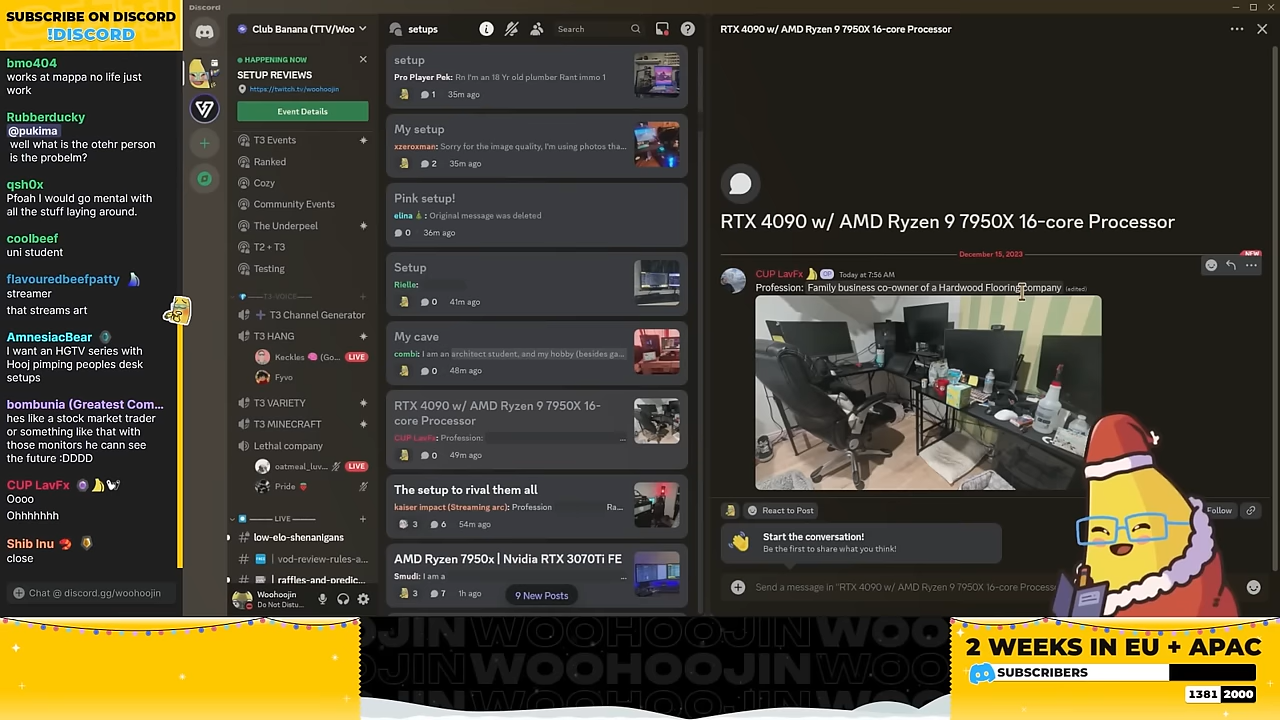 SUBSCRIBE ON DISCORD
!DISCORD
bmo404
works at mappa no life just
work
Rubberducky
@pukima
well what is the otehr person
is the probelm?
qsh0x
Pfoah I would go mental with
all the stuff laying around.
coolbeef
uni student
flavouredbeefpatty
streamer
that streams art
AmnesiacBear
I want an HGTV series with
Hooj pimping peoples desk
setups
bombunia (Greatest Com...
hes like a stock market trader
or something like that with
those monitors he cann see
the future :DDDD
CUP LavFx
Oooo
Ohhhhhh
Shib Inu
close
Chat @ discord.gg/woohoojin
Discord
Club Banana (TTV/Woo
HAPPENING NOW
SETUP REVIEWS
https://twitch.tv/woohoojin
Event Details
T3 Events
Ranked
Cozy
Community Events
The Underpeel
T2 + T3
Testing
T3-VOICE
T3 Channel Generator
T3 HANG
Keckles (Go... LIVE
Fyvo
T3 VARIETY
T3 MINECRAFT
Lethal company
oatmeal_luv... LIVE
Pride
LIVE
low-elo-shenanigans
vod-review-rules-a...
raffles-and-predic...
Woohoojin
Do Not Distu...
setups
Search
setup
Pro Player Pek: Rn I'm an 18 Yr old plumber Rant immo 1
1 35m ago
My setup
xzeroxman: Sorry for the image quality, I'm using photos tha...
2 35m ago
Pink setup!
elina : Original message was deleted
0 36m ago
Setup
Rielle:
0 41m ago
My cave
combi: I am an architect student, and my hobby (besides ga...
0 48m ago
RTX 4090 w/ AMD Ryzen 9 7950X 16-
core Processor
CUP LavFx: Profession: ...
0 49m ago
The setup to rival them all
kaiser impact (Streaming arc): Profession Ra...
3 6 54m ago
AMD Ryzen 7950x | Nvidia RTX 3070Ti FE
Smudi: I am a ...
3 7 1h ago
9 New Posts
RTX 4090 w/ AMD Ryzen 9 7950X 16-core Processor
RTX 4090 w/ AMD Ryzen 9 7950X 16-core Processor
December 15, 2023 NEW
CUP LavFx Today at 7:56 AM
Profession: Family business co-owner of a Hardwood Flooring Company (edited)
React to Post
Follow
Start the conversation!
Be the first to share what you think!
Send a message in "RTX 4090 w/ AMD Ryzen 9 7950X 16-core Proces
WOOHOOJIN
WOOHOOJIN
2 WEEKS IN EU + APAC
SUBSCRIBERS
1381 2000